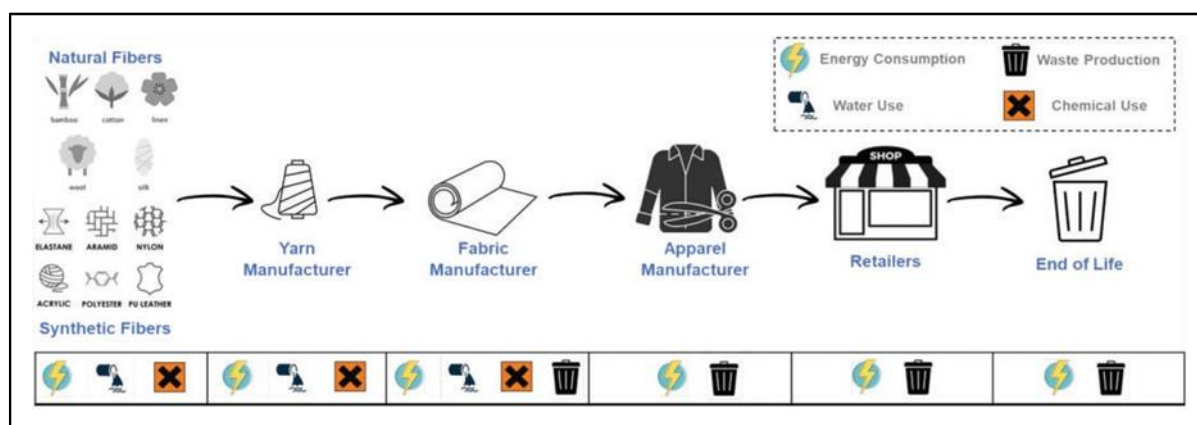 Natural Fibers
bamboo cotton linen
wool silk
ELASTANE ARAMID NYLON
ACRYLIC POLYESTER PU LEATHER
Synthetic Fibers
Yarn
Manufacturer
Fabric
Manufacturer
Apparel
Manufacturer
SHOP
Retailers
End of Life
Energy Consumption
Waste Production
Water Use
Chemical Use